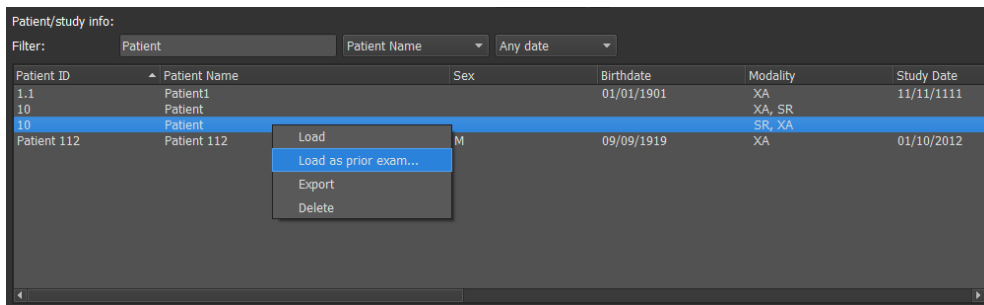 Patient/study info:
Filter: Patient Patient Name Any date
Patient ID Patient Name Sex Birthdate Modality Study Date
1.1 Patient1 01/01/1901 XA 11/11/1111
10 Patient XA, SR
10 Patient SR, XA
Patient 112 Patient 112 M 09/09/1919 XA 01/10/2012
Load
Load as prior exam...
Export
Delete